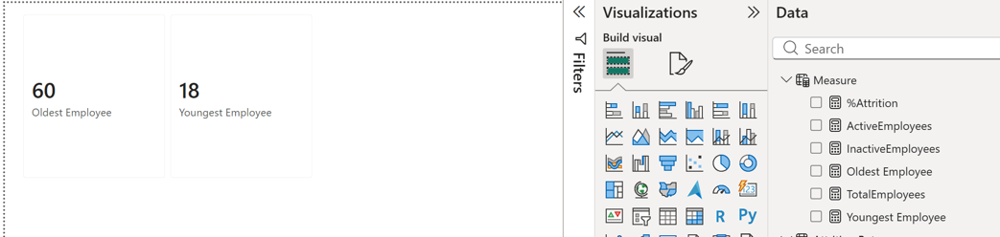 60
Oldest Employee
18
Youngest Employee
Filters
Visualizations
Build visual
123
R
Py
Data
Search
Measure
%Attrition
ActiveEmployees
InactiveEmployees
Oldest Employee
TotalEmployees
Youngest Employee